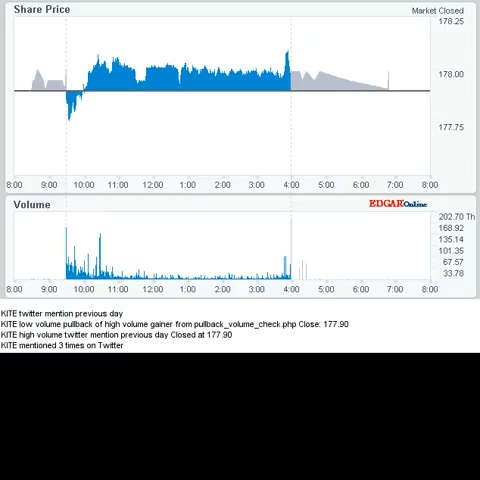 Share Price
Market Closed
178.25
178.00
177.75
8:00 9:00 10:00 11:00 12:00 1:00 2:00 3:00 4:00 5:00 6:00 7:00 8:00
Volume
EDGAROnline
202.70 Th
168.92
135.14
101.35
67.57
33.78
8:00 9:00 10:00 11:00 12:00 1:00 2:00 3:00 4:00 5:00 6:00 7:00 8:00
KITE twitter mention previous day
KITE low volume pullback of high volume gainer from pullback_volume_check.php Close: 177.90
KITE high volume twitter mention previous day Closed at 177.90
KITE mentioned 3 times on Twitter